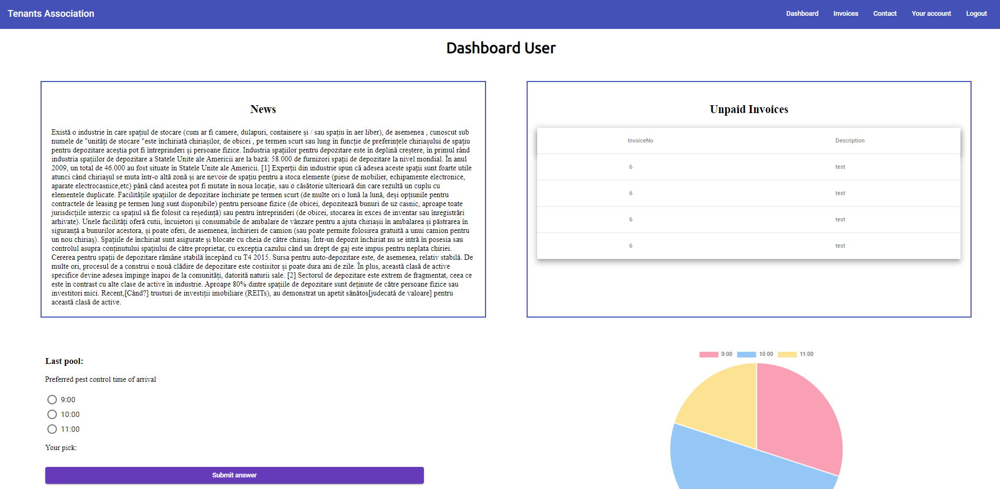 Tenants Association
Dashboard
Invoices
Contact
Your account
Logout
Dashboard User
News
Există o industrie în care spațiul de stocare (cum ar fi camere, dulapuri, containere și / sau spațiu în aer liber), de asemenea , cunoscut sub
numele de "unități de stocare "este închiriată chiriașilor, de obicei , pe termen scurt sau lung în funcție de preferințele chiriașului de spațiu
pentru depozitare aceștia pot fi întreprinderi și persoane fizice. Industria spațiilor pentru depozitare este în deplină creștere, în primul rând
industria spațiilor de depozitare a Statele Unite ale Americii are la bază: 58.000 de furnizori spații de depozitare la nivel mondial. În anul
2009, un total de 46.000 au fost situate în Statele Unite ale Americii. [1] Experții din industrie spun că adesea aceste spații sunt foarte utile
atunci când chiriașul se muta într-o altă zonă și are nevoie de spațiu pentru a stoca elemente (piese de mobilier, echipamente electronice,
aparate electrocasnice,etc) până când acestea pot fi mutate în noua locație, sau o căsătorie ulterioară din care rezultă un cuplu cu
elementele duplicate. Facilitățile spațiilor de depozitare închiriate pe termen scurt (de multe ori o lună la lună, deși opțiunile pentru
contractele de leasing pe termen lung sunt disponibile) pentru persoane fizice (de obicei, depozitează bunuri de uz casnic, aproape toate
jurisdicțiile interzic ca spațiul să fie folosit ca reședință) sau pentru întreprinderi (de obicei, stocarea în exces de inventar sau înregistrări
arhivate). Unele facilități oferă cutii, încuietori și consumabile de ambalare de vânzare pentru a ajuta chiriașii în ambalarea și păstrarea în
siguranță a bunurilor acestora, și poate oferi, de asemenea, închirieri de camion (sau poate permite folosirea gratuită a unui camion pentru
un nou chiriaș). Spațiile de închiriat sunt asigurate și blocate cu cheia de către chiriaș. Într-un depozit închiriat nu se intră în posesia sau
controlul asupra conținutului spațiului de către proprietar, cu excepția cazului când un drept de gaj este impus pentru neplata chiriei.
Cererea pentru spații de depozitare rămâne stabilă începând cu T4 2015. Sursa pentru auto-depozitare este, de asemenea, relativ stabilă. De
multe ori, procesul de a construi o nouă clădire de depozitare este costisitor și poate dura ani de zile. În plus, această clasă de active
specifice devine adesea împinge înapoi de la comunități, datorită naturii sale. [2] Sectorul de depozitare este extrem de fragmentat, ceea ce
este în contrast cu alte clase de active în industrie. Aproape 80% dintre spațiile de depozitare sunt deținute de către persoane fizice sau
investitori mici. Recent,[Când?] trusturi de investiții imobiliare (REITs), au demonstrat un apetit sănătos[judecată de valoare] pentru
această clasă de active.
Unpaid Invoices
InvoiceNo Description
6 test
6 test
6 test
6 test
Last pool:
Preferred pest control time of arrival
9:00
10:00
11:00
Your pick:
Submit answer
9:00 10:00 11:00